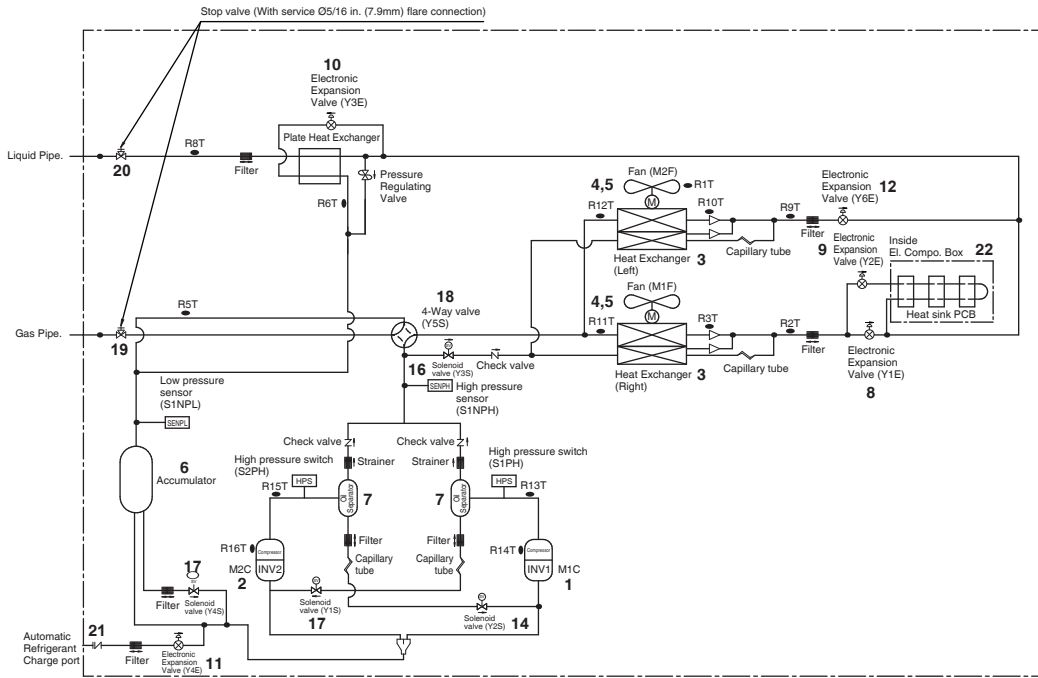 Stop valve (With service Ø5/16 in. (7.9mm) flare connection)
10
Electronic
Expansion
Valve (Y3E)
Plate Heat Exchanger
R8T
Liquid Pipe.
20
Filter
R6T
Pressure
Regulating
Valve
4,5
Fan (M2F)
R1T
R12T
M
R10T
R9T
Electronic
Expansion
Valve (Y6E)
12
Filter
Capillary tube
Heat Exchanger
(Left)
3
9
Electronic
Expansion
Valve (Y2E)
Inside
El. Compo. Box
22
Heat sink PCB
R5T
18
4-Way valve
(Y5S)
Gas Pipe.
19
4,5
Fan (M1F)
R11T
M
R3T
R2T
Filter
Capillary tube
Heat Exchanger
(Right)
3
Electronic
Expansion
Valve (Y1E)
8
16
SV
Solenoid
valve (Y3S)
Check valve
Low pressure
sensor
(S1NPL)
SENPL
SENPH
High pressure
sensor
(S1NPH)
Check valve
Check valve
High pressure switch
(S2PH)
Strainer
Strainer
High pressure switch
(S1PH)
6
Accumulator
R15T
HPS
Oil
Separator
7
7
Oil
Separator
HPS
R13T
Filter
Filter
R16T
Compressor
INV2
M2C
2
Capillary
tube
Capillary
tube
R14T
Compressor
INV1
M1C
1
17
SV
Filter
Solenoid
valve (Y4S)
SV
Solenoid
valve (Y1S)
17
SV
Solenoid
valve (Y2S)
14
Automatic
Refrigerant
Charge port
21
Filter
Electronic
Expansion
Valve (Y4E)
11